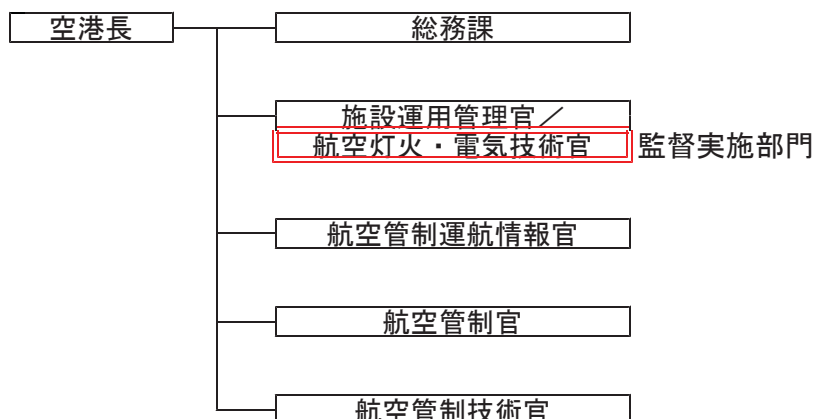 空港長
総務課
施設運用管理官／
航空灯火・電気技術官
監督実施部門
航空管制運航情報官
航空管制官
航空管制技術官